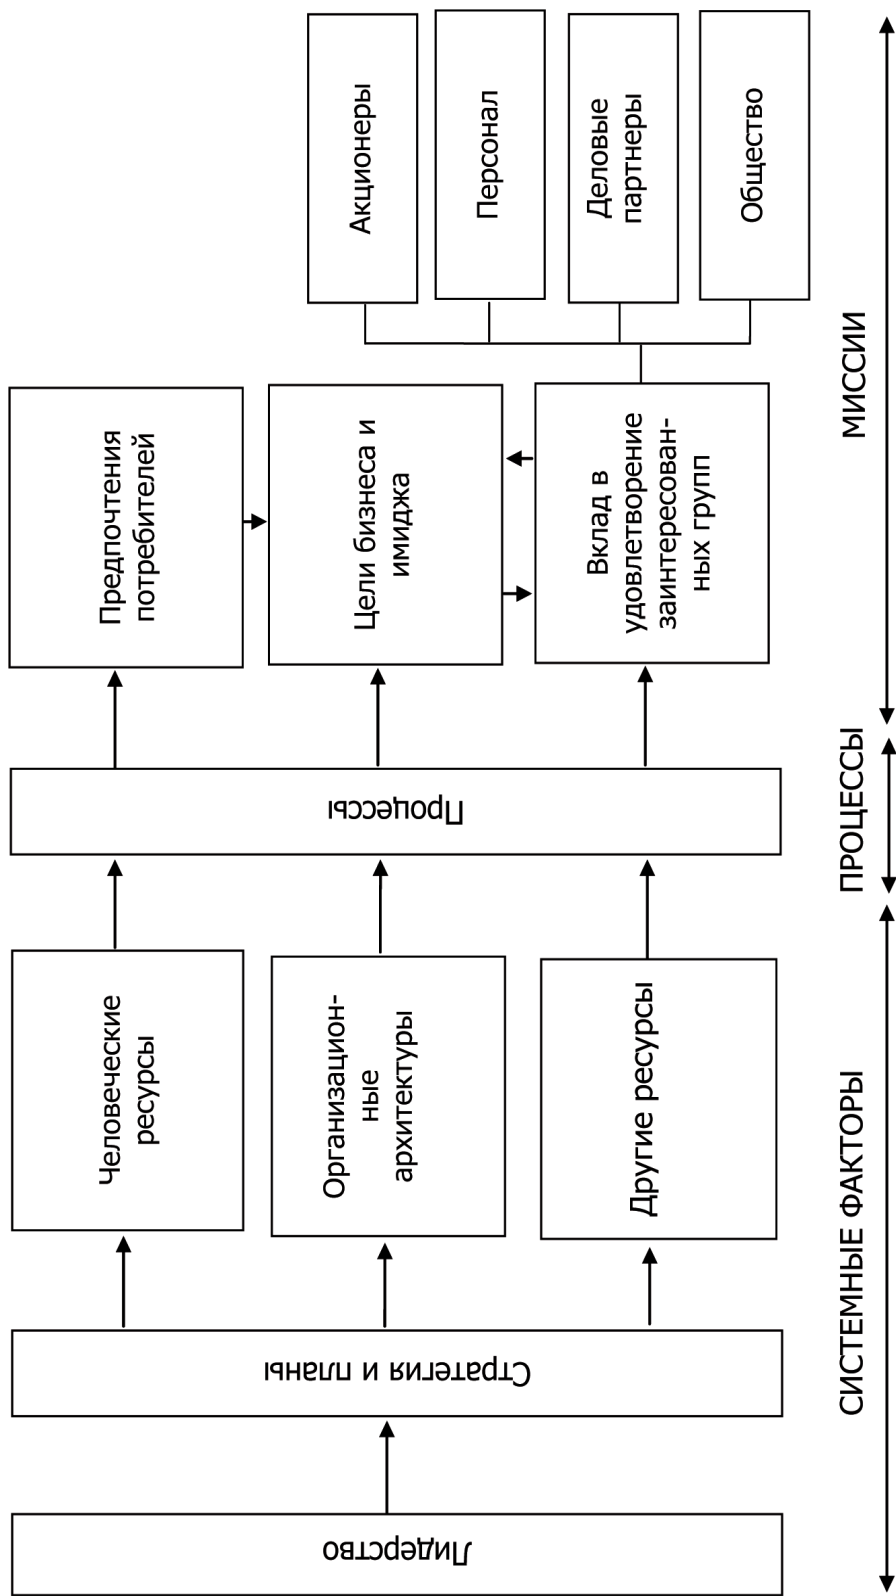 Лидерство
Стратегия и планы
Человеческие
ресурсы
Организацион-
ные
архитектуры
Другие ресурсы
Процессы
Предпочтения
потребителей
Цели бизнеса и
имиджа
Вклад в
удовлетворение
заинтересован-
ных групп
Акционеры
Персонал
Деловые
партнеры
Общество
СИСТЕМНЫЕ ФАКТОРЫ
ПРОЦЕССЫ
МИССИИ